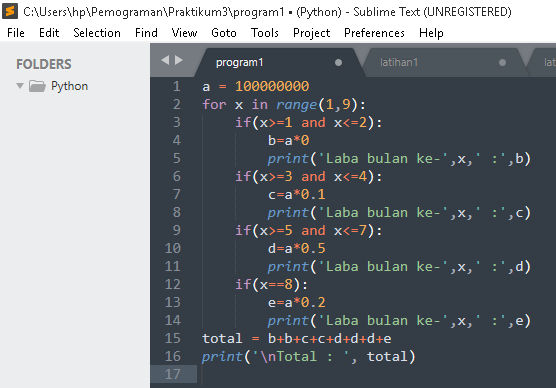 C:\Users\hp\Pemograman\Praktikum3\program1 • (Python) - Sublime Text (UNREGISTERED)
File Edit Selection Find View Goto Tools Project Preferences Help
FOLDERS
Python
program1
latihan1
lat
1 a = 100000000
2 for x in range(1,9):
3     if(x>=1 and x<=2):
4         b=a*0
5         print('Laba bulan ke-',x,' :',b)
6     if(x>=3 and x<=4):
7         c=a*0.1
8         print('Laba bulan ke-',x,' :',c)
9     if(x>=5 and x<=7):
10         d=a*0.5
11         print('Laba bulan ke-',x,' :',d)
12     if(x==8):
13         e=a*0.2
14         print('Laba bulan ke-',x,' :',e)
15 total = b+b+c+c+d+d+d+e
16 print('\nTotal : ', total)
17